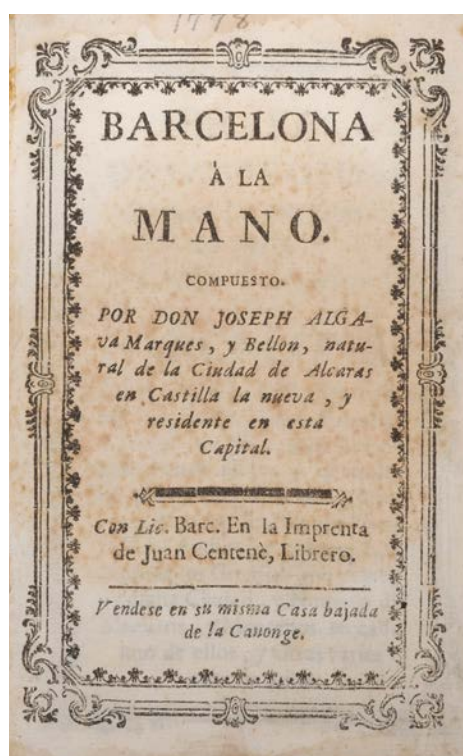 1778
BARCELONA
À LA
MANO.
COMPUESTO.
POR DON JOSEPH ALGA-
va Marques, y Bellon, natu-
ral de la Ciudad de Alcaras
en Castilla la nueva, y
residente en esta
Capital.
Con Lic. Barc. En la Imprenta
de Juan Centenè, Librero.
Vendese en su misma Casa bajada
de la Canonge.